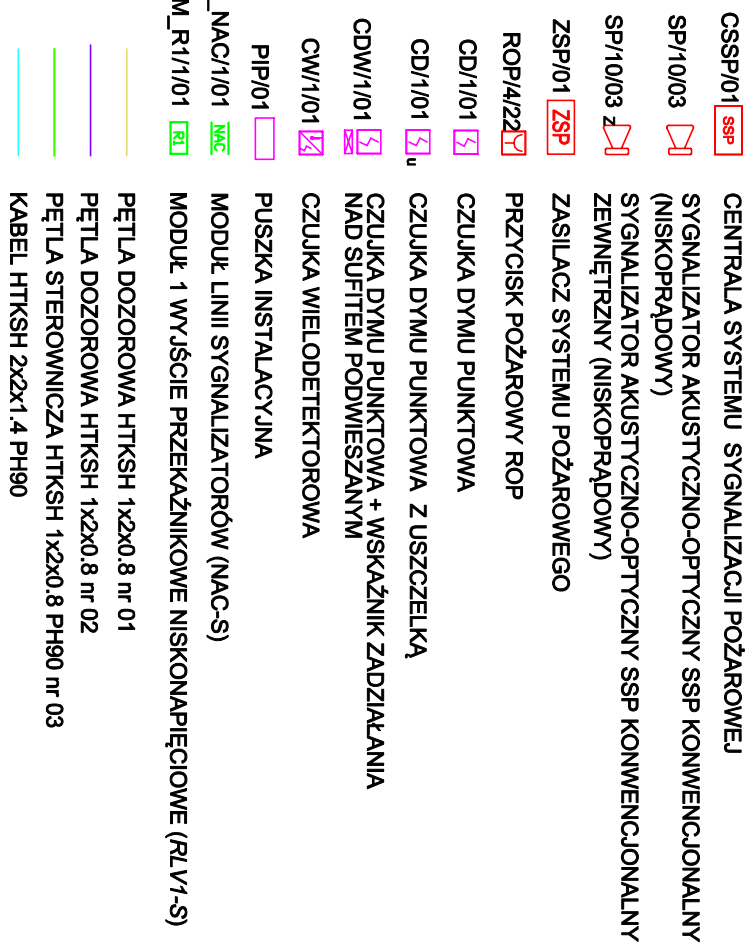 CSSP/01 SSP CENTRALA SYSTEMU SYGNALIZACJI POŻAROWEJ
SP/10/03 SYGNALIZATOR AKUSTYCZNO-OPTYCZNY SSP KONWENCJONALNY
(NISKOPRĄDOWY)
SP/10/03 z SYGNALIZATOR AKUSTYCZNO-OPTYCZNY SSP KONWENCJONALNY
ZEWNĘTRZNY (NISKOPRĄDOWY)
ZSP/01 ZSP ZASILACZ SYSTEMU POŻAROWEGO
ROP/4/22 PRZYCISK POŻAROWY ROP
CD/1/01 CZUJKA DYMU PUNKTOWA
CD/1/01 u CZUJKA DYMU PUNKTOWA Z USZCZELKĄ
CDW/1/01 CZUJKA DYMU PUNKTOWA + WSKAŹNIK ZADZIAŁANIA
NAD SUFITEM PODWIESZANYM
CW/1/01 CZUJKA WIELODETEKTOROWA
PIP/01 PUSZKA INSTALACYJNA
_NAC/1/01 NAC MODUŁ LINII SYGNALIZATORÓW (NAC-S)
M_R1/1/01 R1 MODUŁ 1 WYJŚCIE PRZEKAŹNIKOWE NISKONAPIĘCIOWE (RLV1-S)
PĘTLA DOZOROWA HTKSH 1x2x0.8 nr 01
PĘTLA DOZOROWA HTKSH 1x2x0.8 nr 02
PĘTLA STEROWNICZA HTKSH 1x2x0.8 PH90 nr 03
KABEL HTKSH 2x2x1.4 PH90